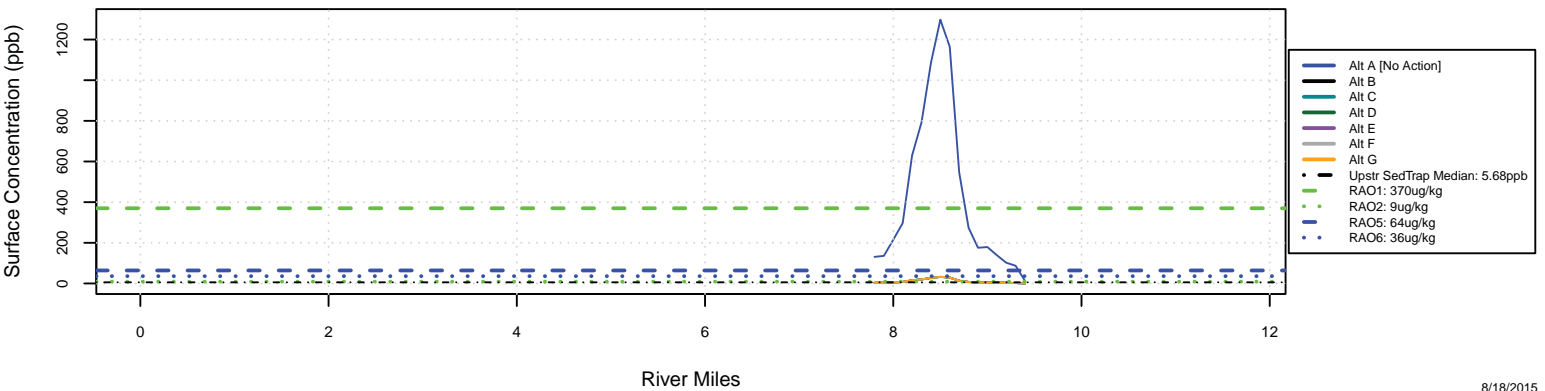 Surface Concentration (ppb)
1200
800
600
400
200
0
0 2 4 6 8 10 12
River Miles
Alt A [No Action]
Alt B
Alt C
Alt D
Alt E
Alt F
Alt G
Upstr SedTrap Median: 5.68ppb
RAO1: 370ug/kg
RAO2: 9ug/kg
RAO5: 64ug/kg
RAO6: 36ug/kg
8/18/2015